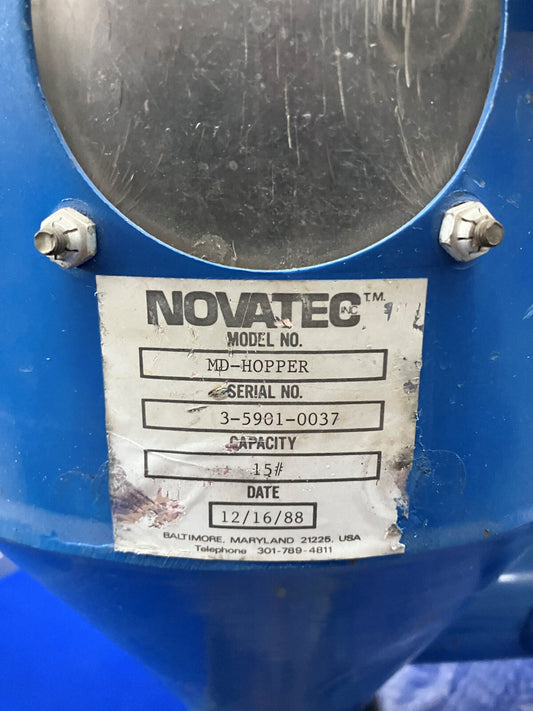 NOVATEC INC. T.M.
MODEL NO.
MD-HOPPER
SERIAL NO.
3-5901-0037
CAPACITY
15#
DATE
12/16/88
BALTIMORE, MARYLAND 21225, USA
Telephone 301-789-4811